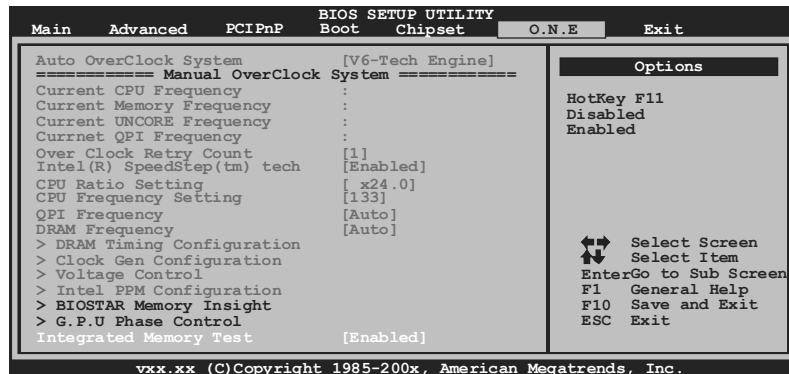 BIOS SETUP UTILITY
Main Advanced PCIPnP Boot Chipset O.N.E Exit
Auto OverClock System [V6-Tech Engine]
============ Manual OverClock System ============
Current CPU Frequency :
Current Memory Frequency :
Current UNCORE Frequency :
Currnet QPI Frequency :
Over Clock Retry Count [1]
Intel(R) SpeedStep(tm) tech [Enabled]
CPU Ratio Setting [ x24.0]
CPU Frequency Setting [133]
QPI Frequency [Auto]
DRAM Frequency [Auto]
> DRAM Timing Configuration
> Clock Gen Configuration
> Voltage Control
> Intel PPM Configuration
> BIOSTAR Memory Insight
> G.P.U Phase Control
Integrated Memory Test [Enabled]
Options
HotKey F11
Disabled
Enabled
Select Screen
Select Item
EnterGo to Sub Screen
F1 General Help
F10 Save and Exit
ESC Exit
vxx.xx (C)Copyright 1985-200x, American Megatrends, Inc.